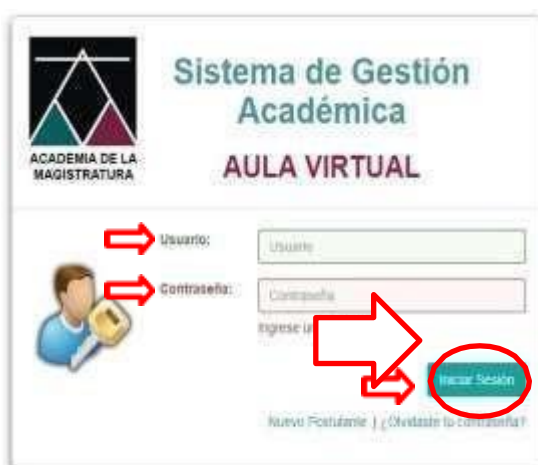 Sistema de Gestión
Académica
AULA VIRTUAL
ACADEMIA DE LA
MAGISTRATURA
Usuario:
Usuario
Contraseña:
Contraseña
Ingrese
Iniciar Sesión
Nuevo Postulante | ¿Olvidaste tu contraseña?